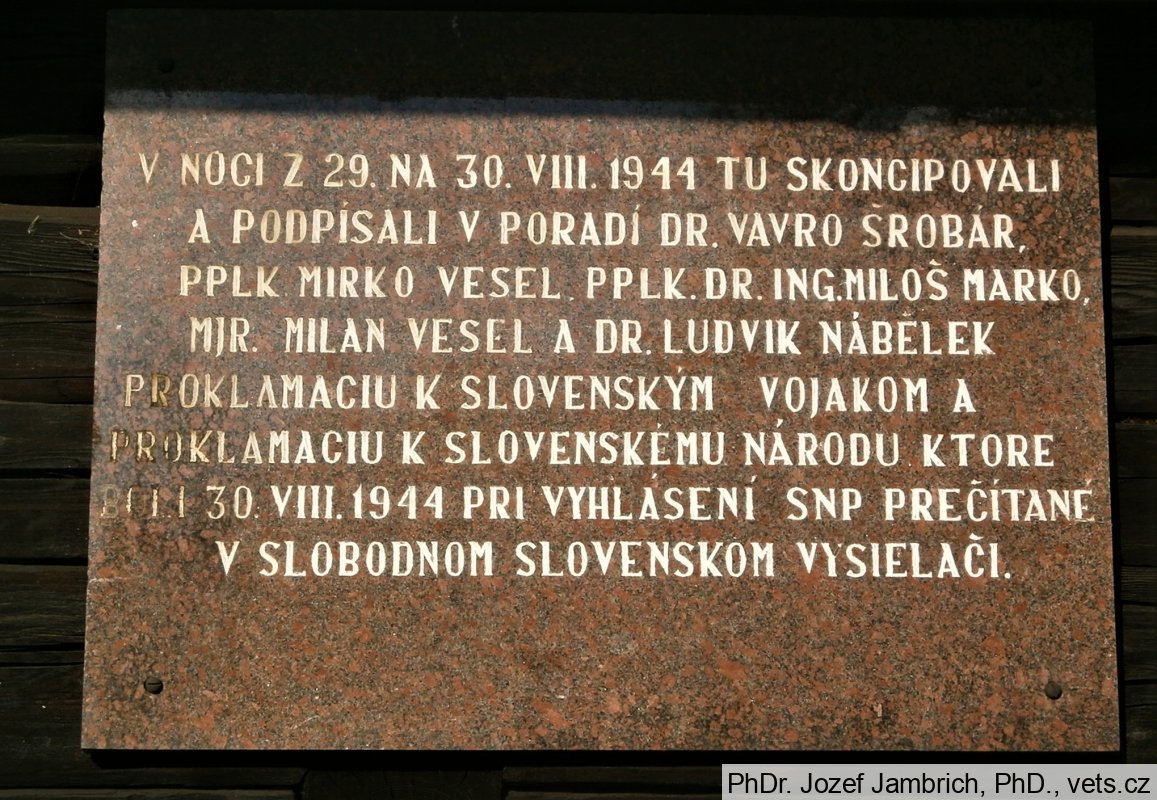 V NOCI Z 29. NA 30. VIII. 1944 TU SKONCIPOVALI
A PODPÍSALI V PORADÍ DR. VAVRO ŠROBÁR,
PPLK. MIRKO VESEL, PPLK. DR. ING. MILOŠ MARKO,
MJR. MILAN VESEL A DR. LUDVIK NÁBĚLEK
PROKLAMACIU K SLOVENSKÝM VOJAKOM A
PROKLAMACIU K SLOVENSKÉMU NÁRODU KTORE
BOLI 30. VIII. 1944 PRI VYHLÁSENÍ SNP PREČÍTANÉ
V SLOBODNOM SLOVENSKOM VYSIELAČI.
PhDr. Jozef Jambrich, PhD., vets.cz